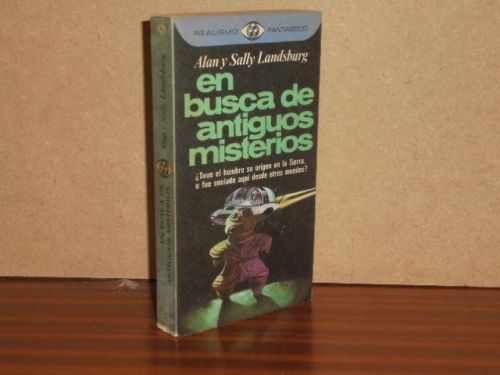 REALISMO FANTASTICO
Alan y Sally Landsburg
en
busca de
antiguos
misterios
¿Tuvo el hombre su origen en la Tierra,
o fue enviado aquí desde otros mundos?
Alan y Sally Landsburg
EN BUSCA DE
ANTIGUOS MISTERIOS